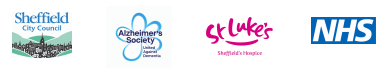 Sheffield
City Council
Alzheimer's
Society
United
Against
Dementia
St Luke's
Sheffield's Hospice
NHS